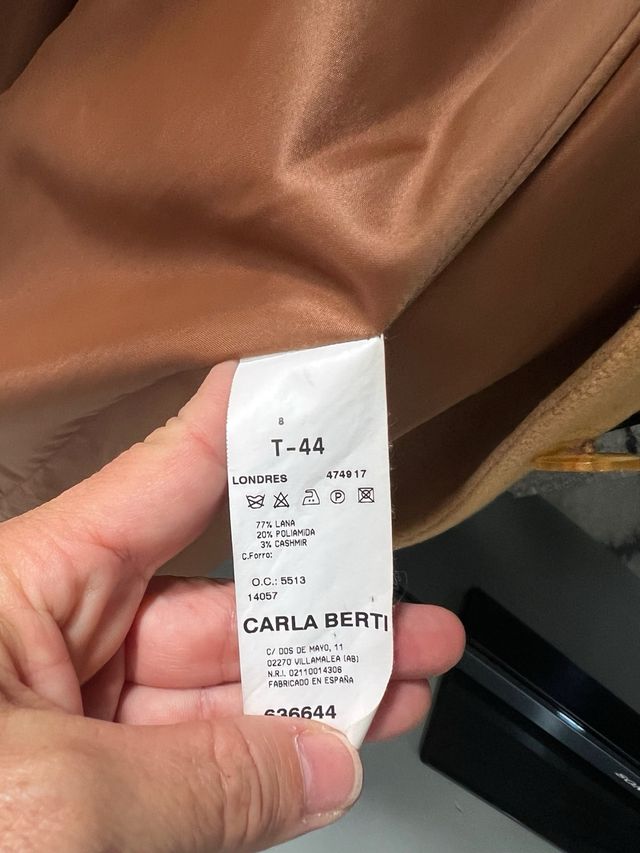 8
T-44
LONDRES 474917
P
77% LANA
20% POLIAMIDA
3% CASHMIR
C.Forro:
O.C.: 5513
14057
CARLA BERTI
C/ DOS DE MAYO, 11
02270 VILLAMALEA (AB)
N.R.I. 02110014306
FABRICADO EN ESPAÑA
636644